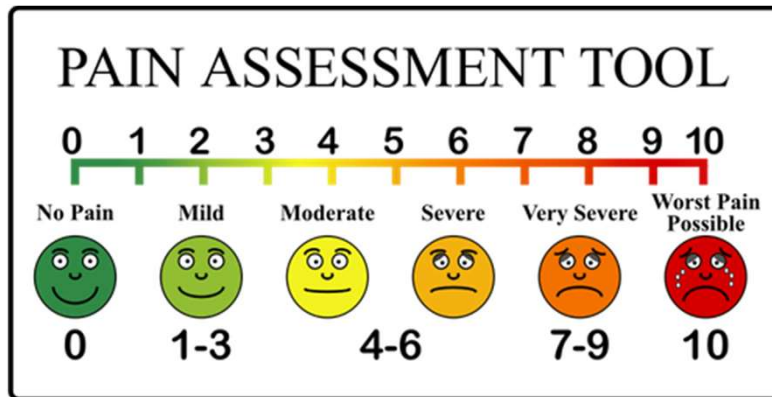 PAIN ASSESSMENT TOOL
0 1 2 3 4 5 6 7 8 9 10
No Pain Mild Moderate Severe Very Severe Worst Pain Possible
0 1-3 4-6 7-9 10